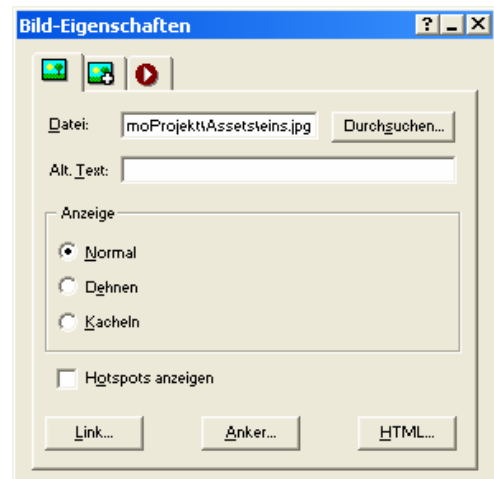 Bild-Eigenschaften
Datei: moProjekt\Assets\eins.jpg Durchsuchen...
Alt. Text:
Anzeige
Normal
Dehnen
Kacheln
Hotspots anzeigen
Link... Anker... HTML...